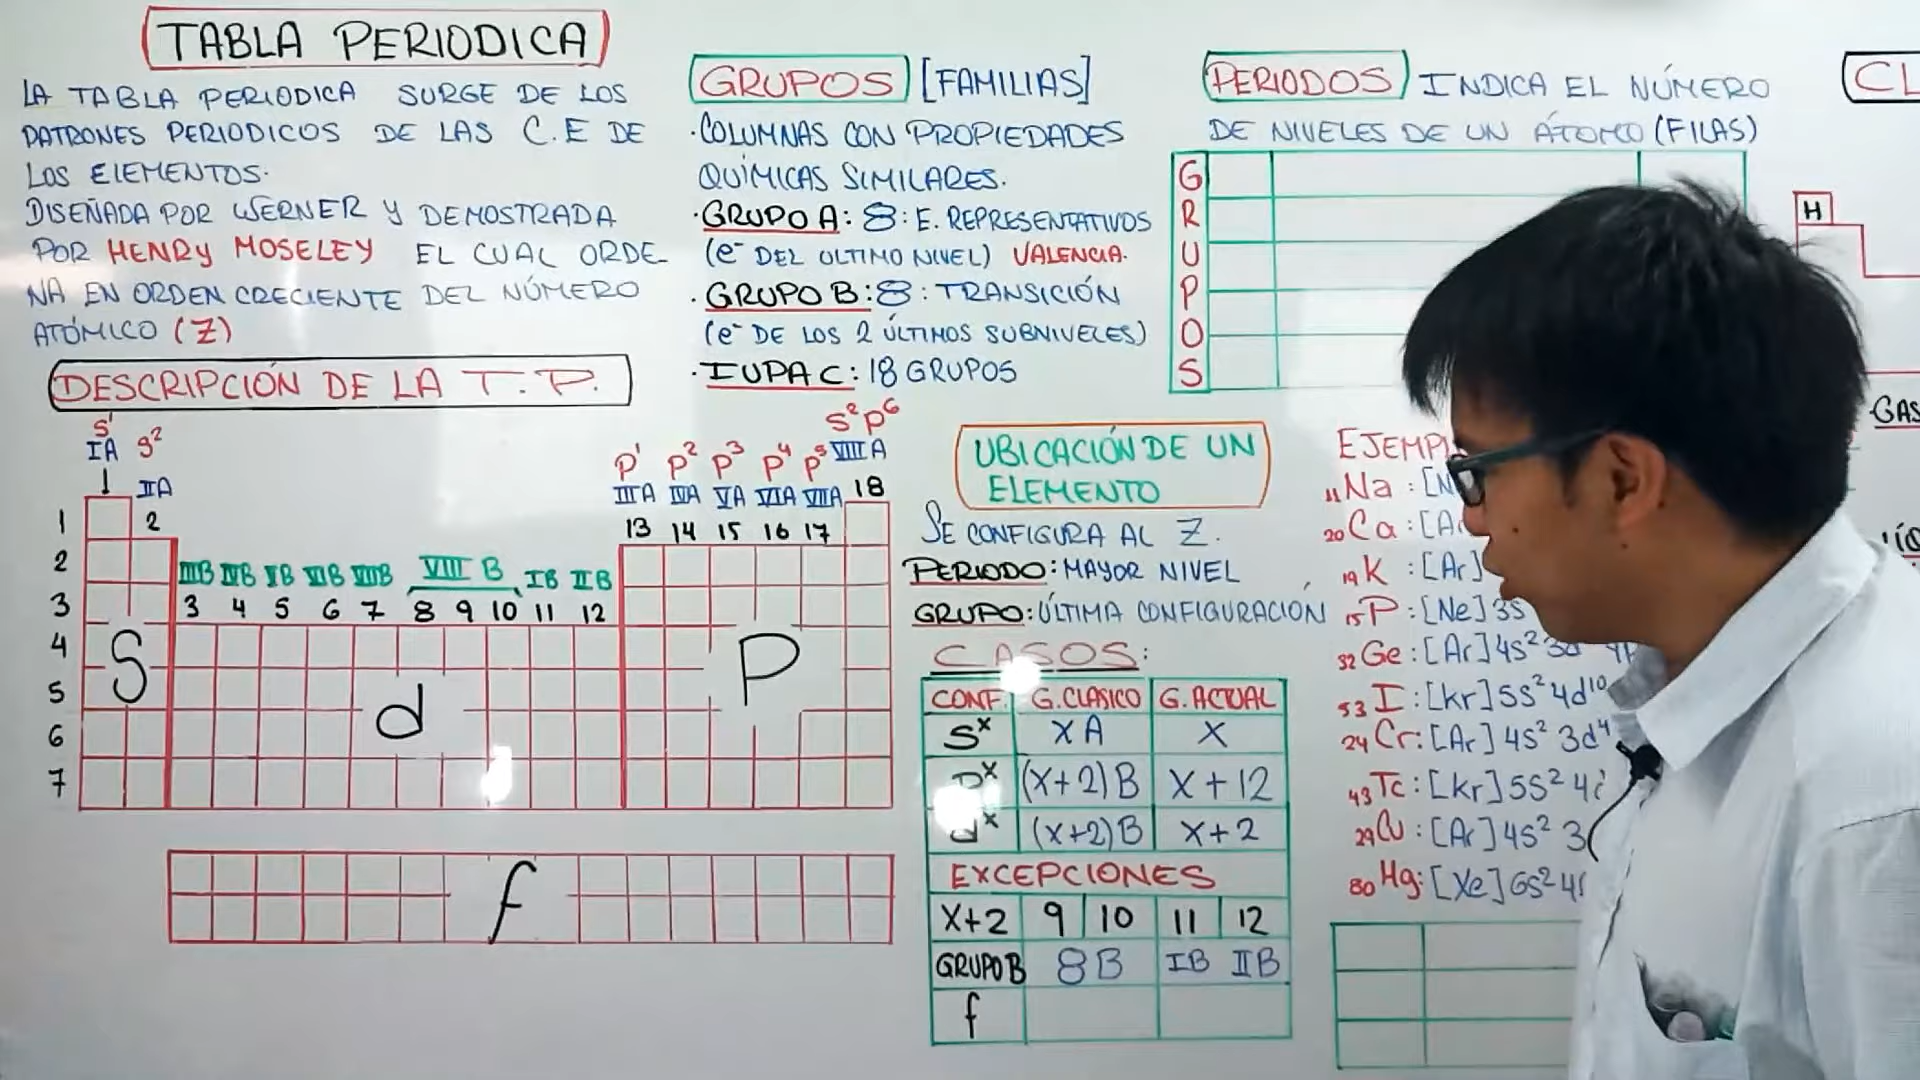 TABLA PERIODICA
LA TABLA PERIODICA SURGE DE LOS
PATRONES PERIODICOS DE LAS C.E DE
LOS ELEMENTOS.
DISEÑADA POR WERNER Y DEMOSTRADA
POR HENRY MOSELEY EL CUAL ORDE-
NA EN ORDEN CRECIENTE DEL NÚMERO
ATÓMICO (Z)
DESCRIPCIÓN DE LA T.P.
S¹
IA S²
IIA
1 2
2
3
4
5
6
7
IIIB IVB VB VIB VIIB VIII B IB IIB
3 4 5 6 7 8 9 10 11 12
S²P⁶
P¹ P² P³ P⁴ P⁵ VIIIA
IIIA IVA VA VIA VIIA 18
13 14 15 16 17
S
d
P
f
GRUPOS [FAMILIAS]
·COLUMNAS CON PROPIEDADES
QUÍMICAS SIMILARES.
·GRUPO A: 8: E. REPRESENTATIVOS
(e⁻ DEL ULTIMO NIVEL) VALENCIA.
·GRUPO B: 8: TRANSICIÓN
(e⁻ DE LOS 2 ÚLTIMOS SUBNIVELES)
·IUPAC: 18 GRUPOS
UBICACIÓN DE UN
ELEMENTO
SE CONFIGURA AL Z.
PERIODO: MAYOR NIVEL
GRUPO: ÚLTIMA CONFIGURACIÓN
CASOS:
CONF. G.CLASICO G.ACTUAL
Sˣ XA X
Pˣ (X+2)B X+12
dˣ (X+2)B X+2
EXCEPCIONES
X+2 9 10 11 12
GRUPO B 8B IB IIB
f
PERIODOS INDICA EL NÚMERO
DE NIVELES DE UN ÁTOMO (FILAS)
GRUPOS
₁₁Na : [N
₂₀Ca : [A
₁₉K : [Ar]
₁₅P : [Ne] 3S
₃₂Ge : [Ar] 4S²
₅₃I : [Kr] 5S² 4d¹⁰
₂₄Cr : [Ar] 4S² 3d⁴
₄₃Tc : [Kr] 5S² 4
₂₉Cu : [Ar] 4S² 3
₈₀Hg : [Xe] 6S² 4f
CL
H
GAS